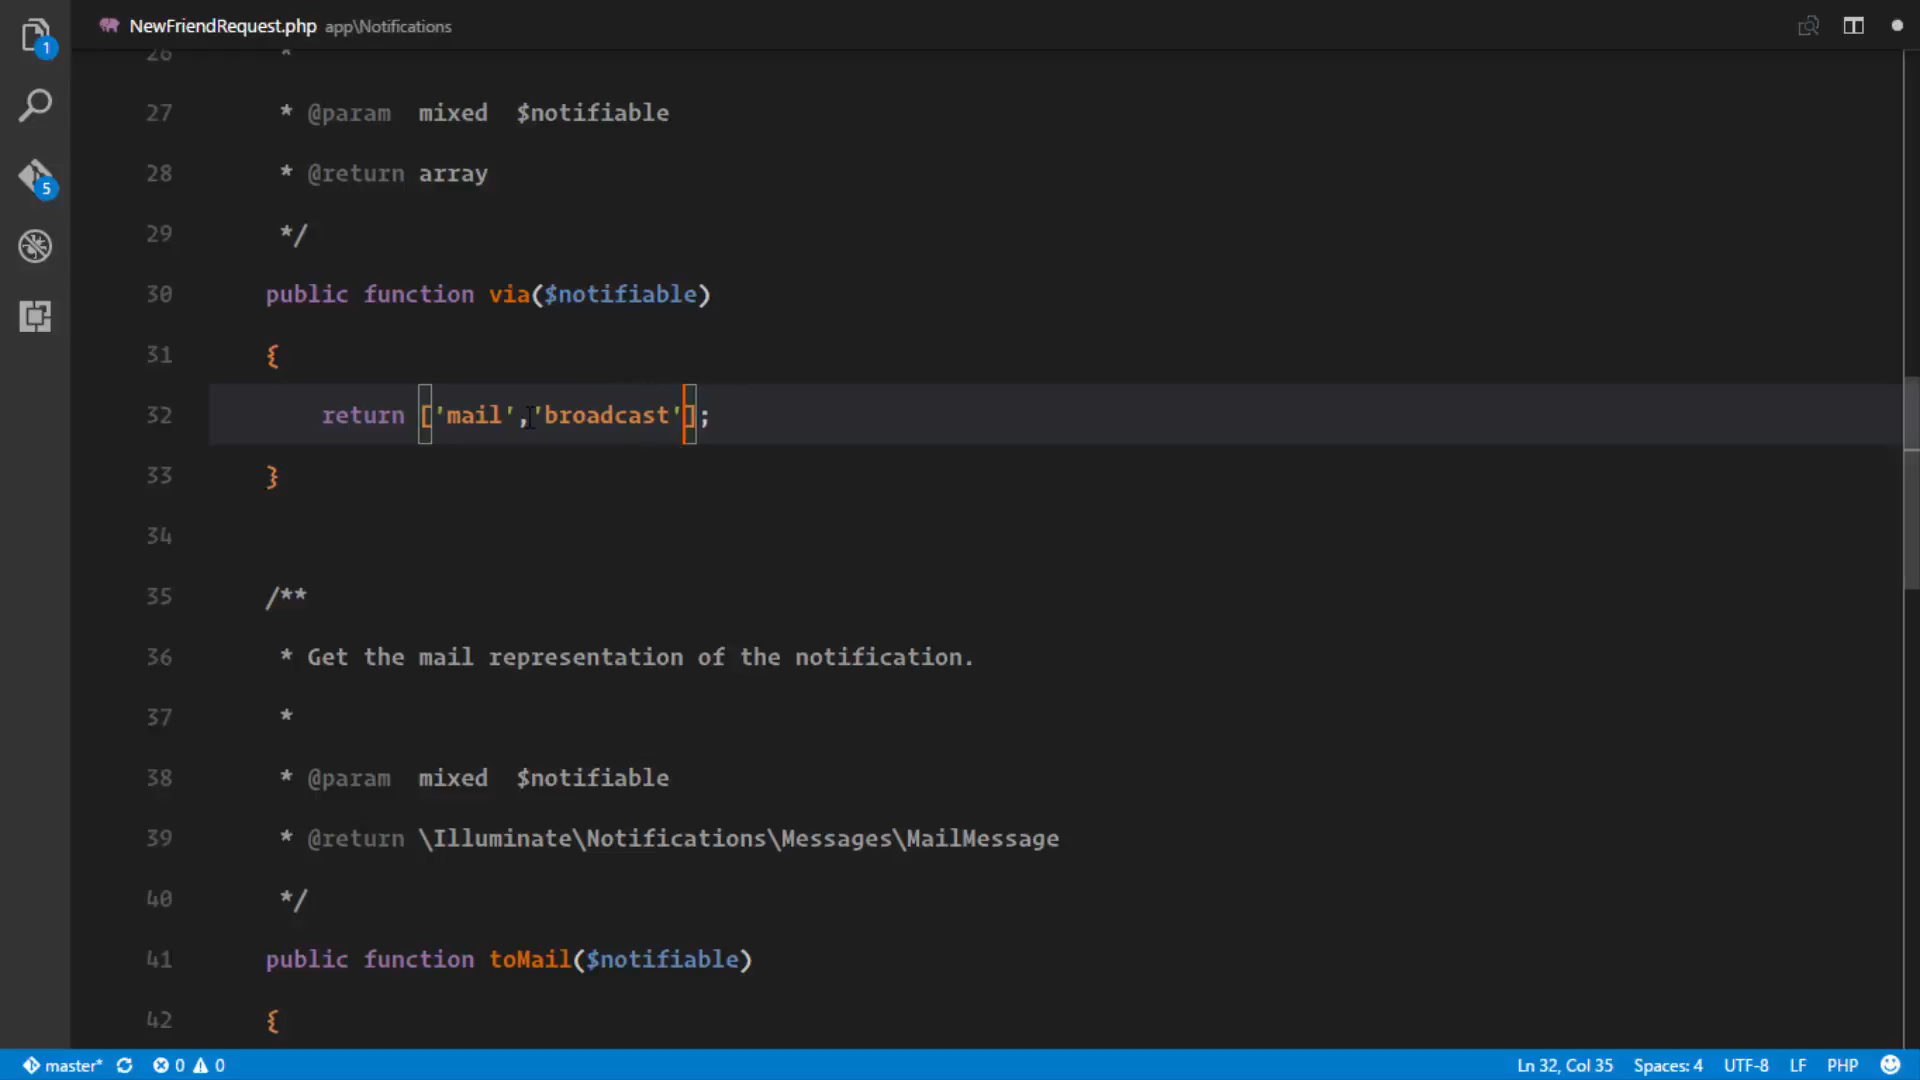 NewFriendRequest.php app\Notifications
1
26 *
27 * @param  mixed  $notifiable
28 * @return array
5
29 */
30 public function via($notifiable)
31 {
32 return ['mail','broadcast'];
33 }
34
35 /**
36 * Get the mail representation of the notification.
37 *
38 * @param  mixed  $notifiable
39 * @return \Illuminate\Notifications\Messages\MailMessage
40 */
41 public function toMail($notifiable)
42 {
master* 0 0 Ln 32, Col 35 Spaces: 4 UTF-8 LF PHP